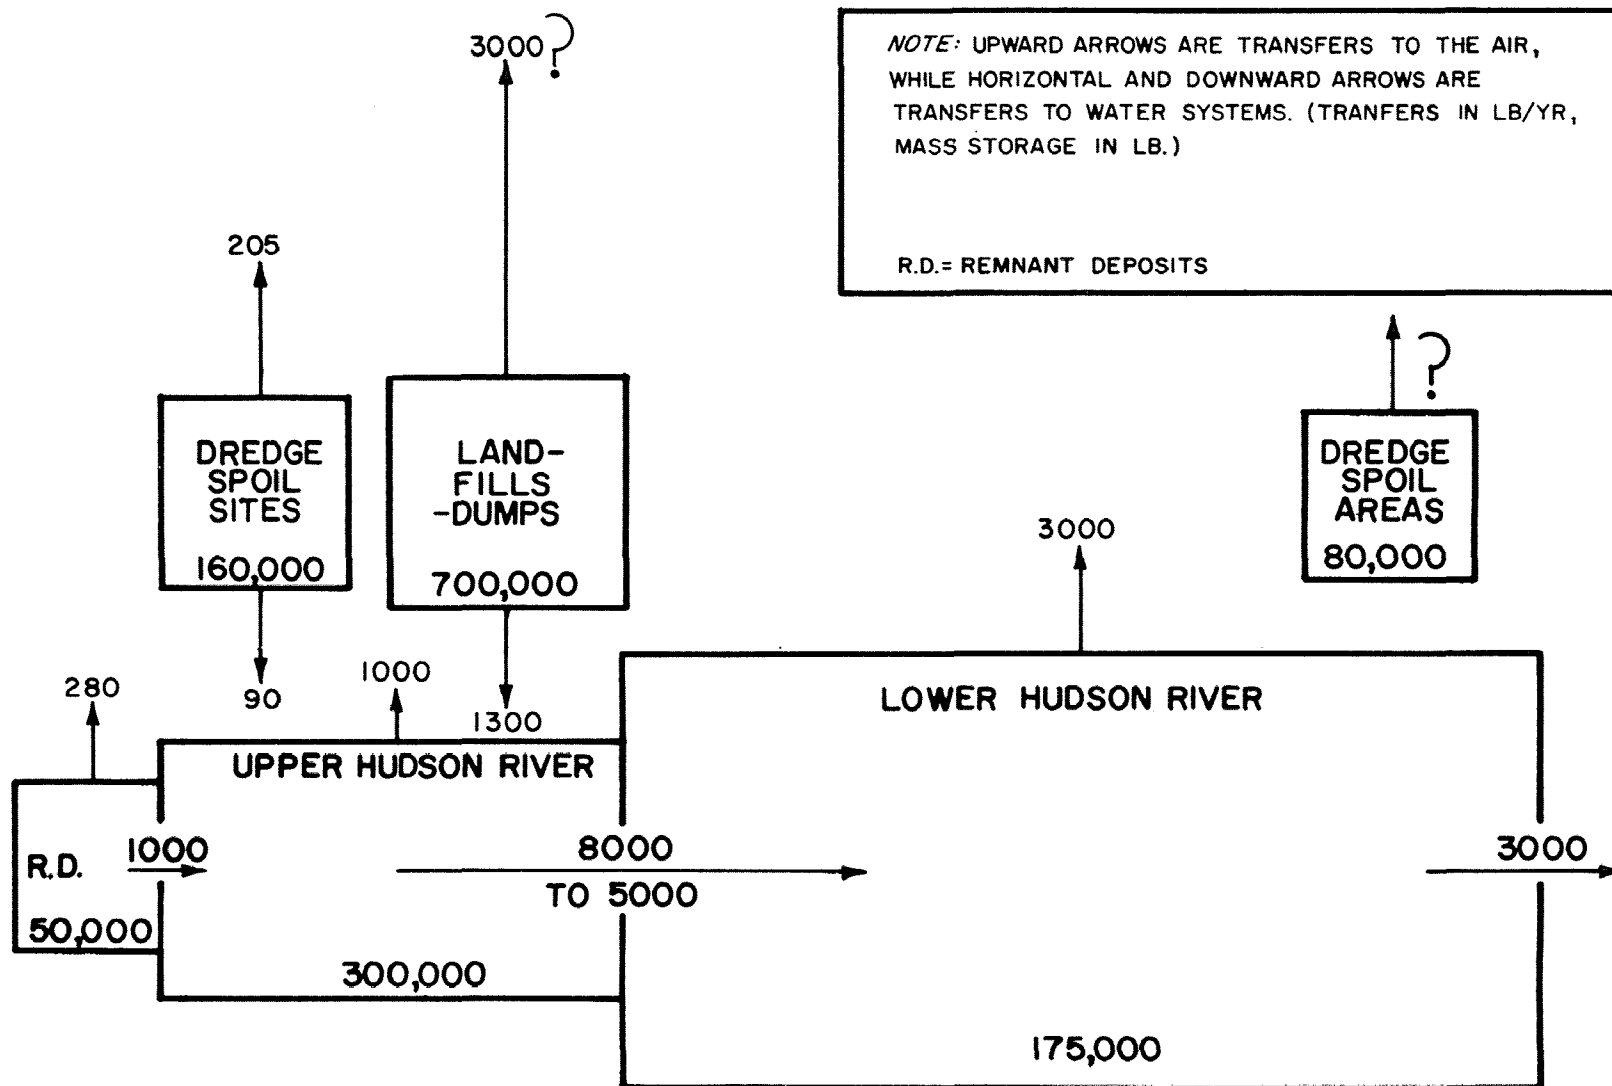 3000?
NOTE: UPWARD ARROWS ARE TRANSFERS TO THE AIR,
WHILE HORIZONTAL AND DOWNWARD ARROWS ARE
TRANSFERS TO WATER SYSTEMS. (TRANFERS IN LB/YR,
MASS STORAGE IN LB.)
R.D.= REMNANT DEPOSITS
205
?
DREDGE
SPOIL
SITES
160,000
LAND-
FILLS
-DUMPS
700,000
DREDGE
SPOIL
AREAS
80,000
3000
280
90
1000
1300
UPPER HUDSON RIVER
LOWER HUDSON RIVER
R.D.
1000
50,000
8000
TO 5000
3000
300,000
175,000